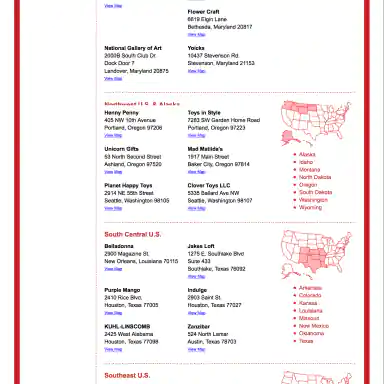 View Map
Flower Craft
6619 Elgin Lane
Bethesda, Maryland 20817
View Map
National Gallery of Art
2000B South Club Dr.
Dock Door 7
Landover, Maryland 20875
View Map
Yoicks
10437 Stevenson Rd.
Stevenson, Maryland 21153
View Map
Northwest U.S. & Alaska
Henny Penny
405 NW 10th Avenue
Portland, Oregon 97206
View Map
Toys in Style
7283 SW Garden Home Road
Portland, Oregon 97223
View Map
Unicorn Gifts
53 North Second Street
Ashland, Oregon 97520
View Map
Mad Matilda's
1917 Main Street
Baker City, Oregon 97814
View Map
Planet Happy Toys
2914 NE 55th Street
Seattle, Washington 98105
View Map
Clover Toys LLC
5335 Ballard Ave NW
Seattle, Washington 98107
View Map
Alaska
Idaho
Montana
North Dakota
Oregon
South Dakota
Washington
Wyoming
South Central U.S.
Belladonna
2900 Magazine St.
New Orleans, Louisiana 70115
View Map
Jakes Loft
1275 E. Southlake Blvd
Suite 433
Southlake, Texas 76092
View Map
Purple Mango
2410 Rice Blvd.
Houston, Texas 77005
View Map
Indulge
2903 Saint St.
Houston, Texas 77027
View Map
KUHL-LINSCOMB
2425 West Alabama
Houston, Texas 77098
View Map
Zanzibar
524 North Lamar
Austin, Texas 78703
View Map
Arkansas
Colorado
Kansas
Louisiana
Missouri
New Mexico
Oklahoma
Texas
Southeast U.S.